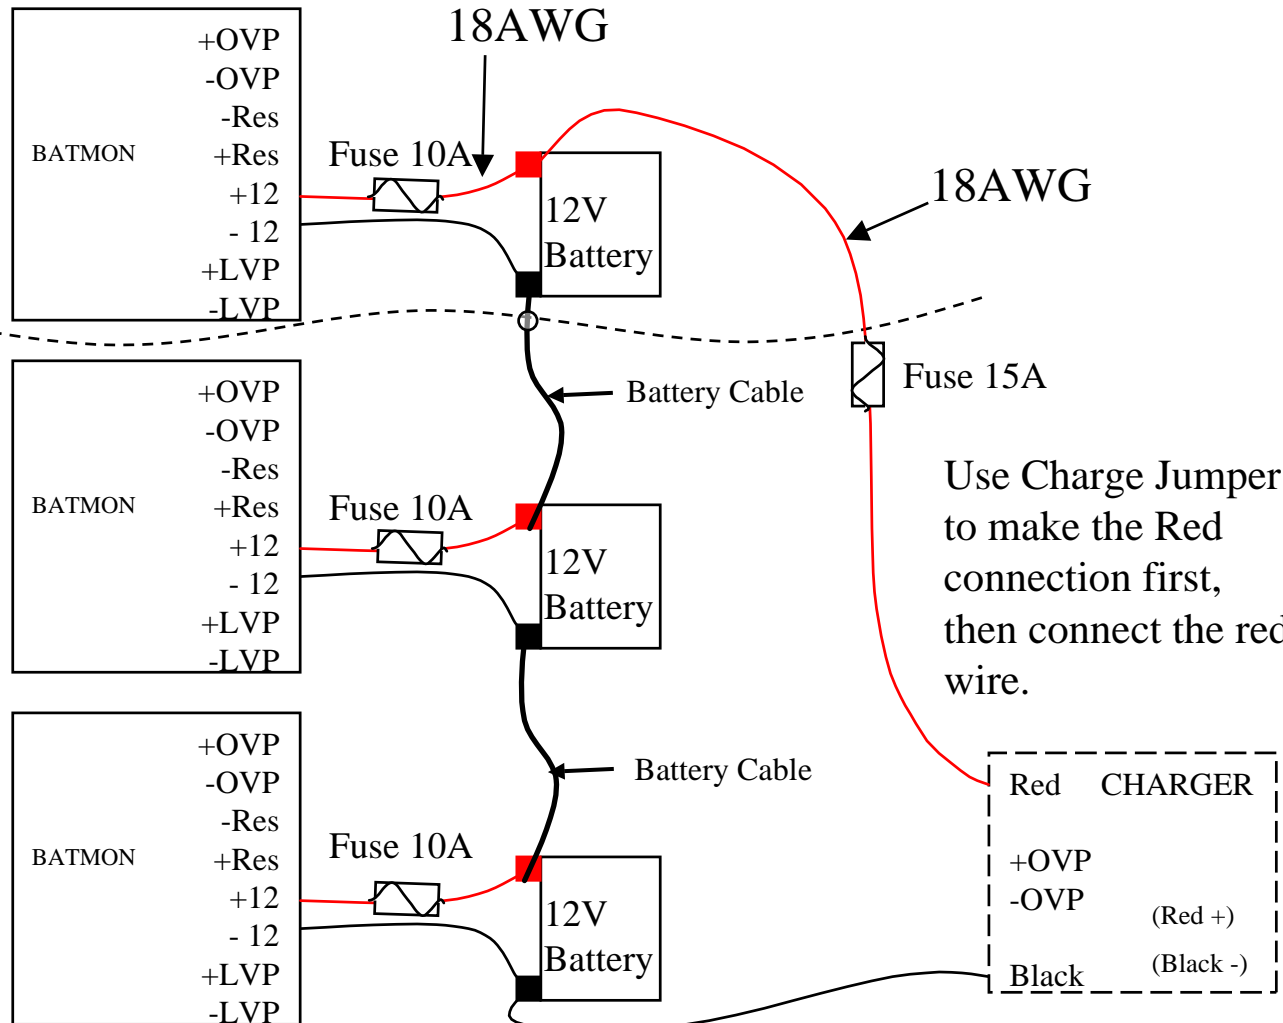 18AWG
+OVP
-OVP
-Res
BATMON
+Res
Fuse 10A
+12
- 12
+LVP
-LVP
12V
Battery
18AWG
Fuse 15A
Battery Cable
+OVP
-OVP
-Res
BATMON
+Res
Fuse 10A
+12
- 12
+LVP
-LVP
12V
Battery
Use Charge Jumper
to make the Red
connection first,
then connect the red
wire.
Battery Cable
+OVP
-OVP
-Res
BATMON
+Res
Fuse 10A
+12
- 12
+LVP
-LVP
12V
Battery
Red CHARGER
+OVP
-OVP
(Red +)
Black (Black -)